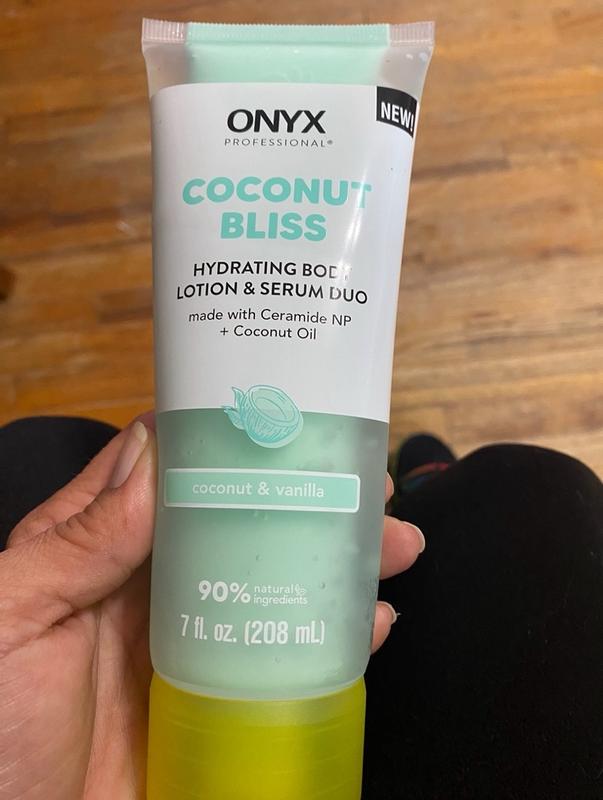 NEW!
ONYX
PROFESSIONAL®
COCONUT
BLISS
HYDRATING BODY
LOTION & SERUM DUO
made with Ceramide NP
+ Coconut Oil
coconut & vanilla
90% natural
ingredients
7 fl. oz. (208 mL)